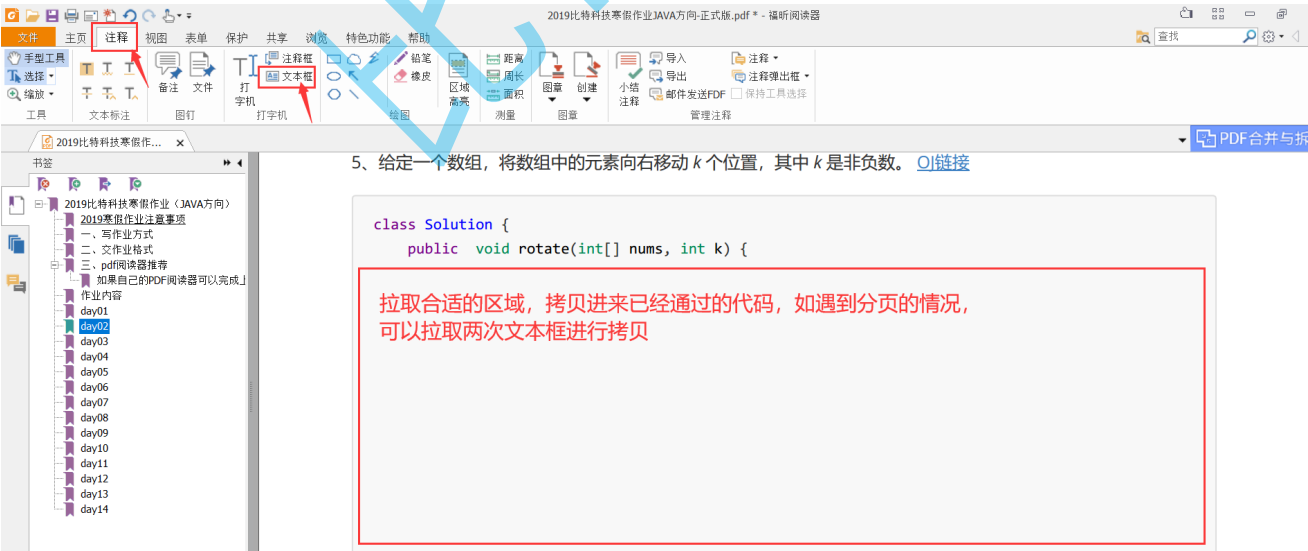 2019比特科技寒假作业JAVA方向-正式版.pdf * - 福昕阅读器
文件 主页 注释 视图 表单 保护 共享 浏览 特色功能 帮助 查找
手型工具 注释框 铅笔 距离 导入 注释
选择 文本框 橡皮 周长 导出 注释弹出框
缩放 备注 文件 打字机 区域高亮 面积 图章 创建 小结注释 邮件发送FDF 保持工具选择
工具 文本标注 图钉 打字机 绘图 测量 图章 管理注释
2019比特科技寒假作... × PDF合并与拆
书签
2019比特科技寒假作业（JAVA方向）
2019寒假作业注意事项
一、写作业方式
二、交作业格式
三、pdf阅读器推荐
如果自己的PDF阅读器可以完成上
作业内容
day01
day02
day03
day04
day05
day06
day07
day08
day09
day10
day11
day12
day13
day14
5、给定一个数组，将数组中的元素向右移动 k 个位置，其中 k 是非负数。 OJ链接
class Solution {
public void rotate(int[] nums, int k) {
拉取合适的区域，拷贝进来已经通过的代码，如遇到分页的情况，
可以拉取两次文本框进行拷贝